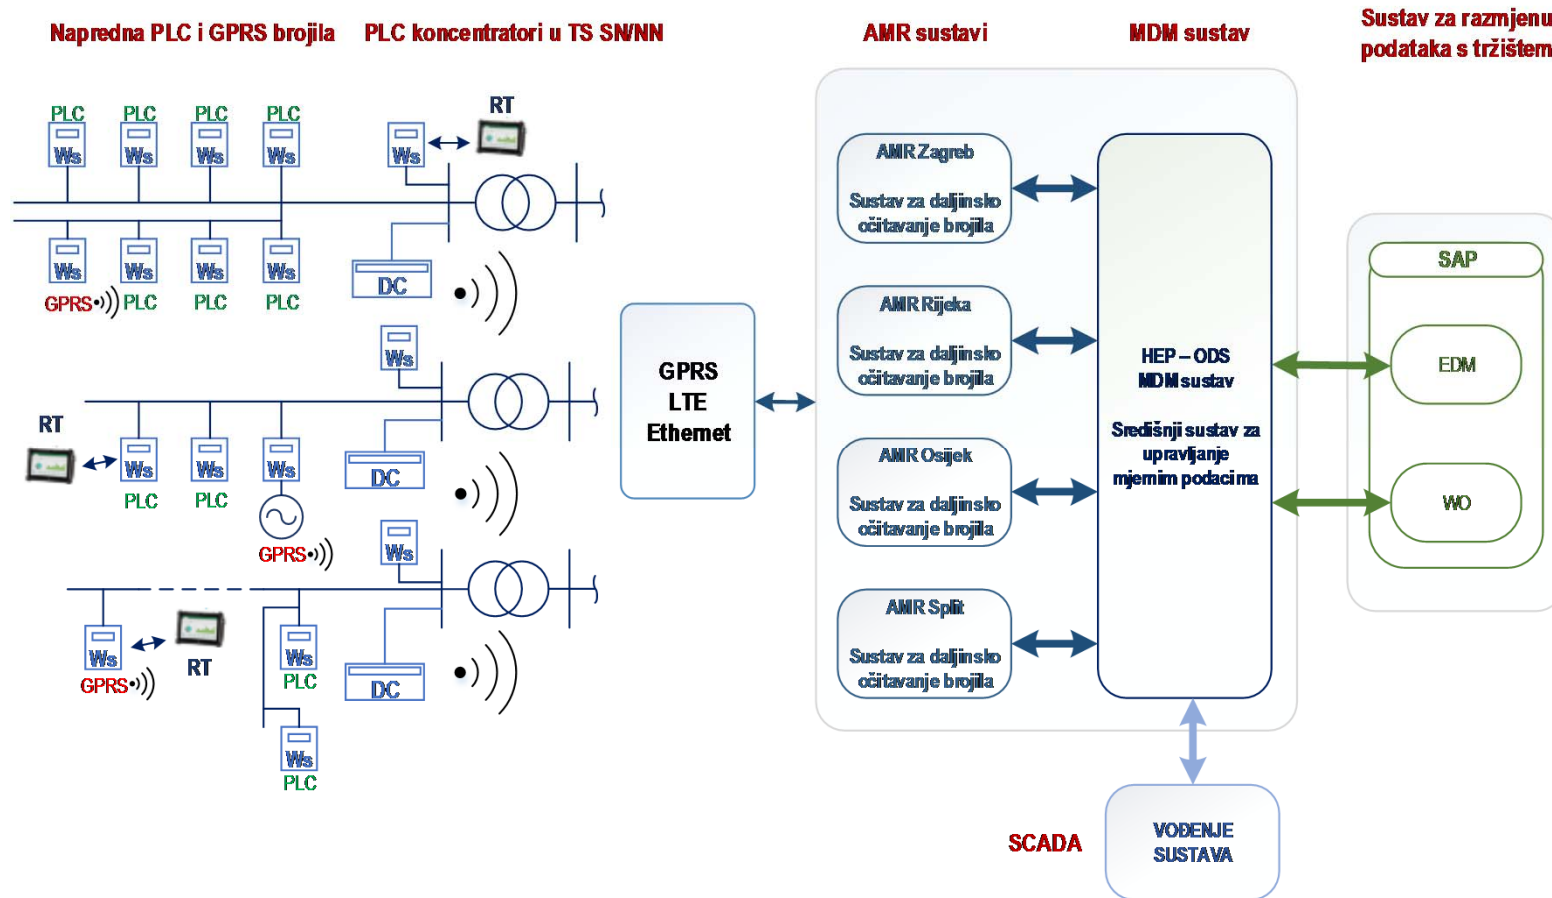 Napredna PLC i GPRS brojila
PLC koncentratori u TS SN/NN
AMR sustavi
MDM sustav
Sustav za razmjenu
podataka s tržištem
PLC
PLC
PLC
PLC
RT
Ws
Ws
Ws
Ws
Ws
Ws
Ws
Ws
Ws
GPRS
PLC
PLC
PLC
DC
Ws
RT
Ws
Ws
Ws
PLC
PLC
DC
GPRS
Ws
Ws
RT
Ws
GPRS
PLC
DC
Ws
PLC
GPRS
LTE
Ethernet
AMR Zagreb
Sustav za daljinsko
očitavanje brojila
AMR Rijeka
Sustav za daljinsko
očitavanje brojila
AMR Osijek
Sustav za daljinsko
očitavanje brojila
AMR Split
Sustav za daljinsko
očitavanje brojila
HEP – ODS
MDM sustav
Središnji sustav za
upravljanje
mjernim podacima
SAP
EDM
WO
SCADA
VOĐENJE
SUSTAVA